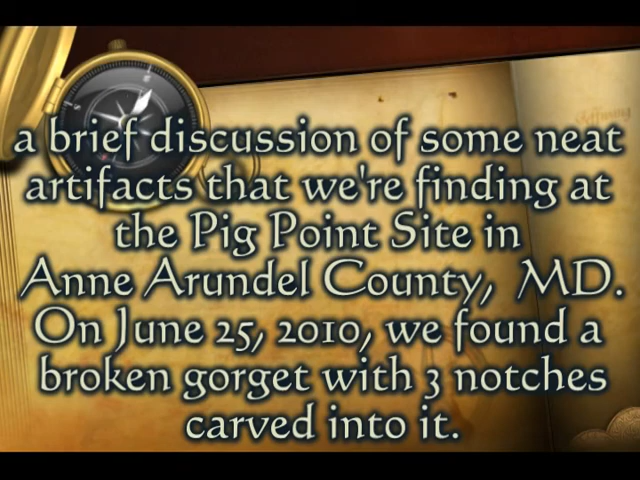 a brief discussion of some neat
artifacts that we're finding at
the Pig Point Site in
Anne Arundel County, MD.
On June 25, 2010, we found a
broken gorget with 3 notches
carved into it.